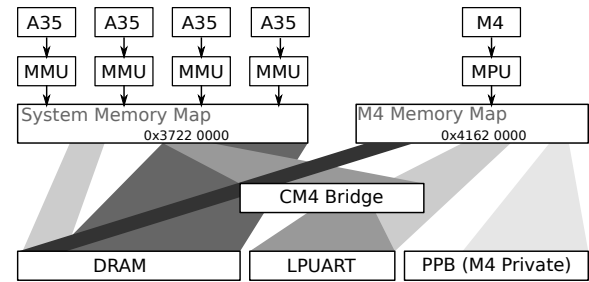 A35 A35 A35 A35 M4
MMU MMU MMU MMU MPU
System Memory Map M4 Memory Map
0x3722 0000 0x4162 0000
CM4 Bridge
DRAM LPUART PPB (M4 Private)